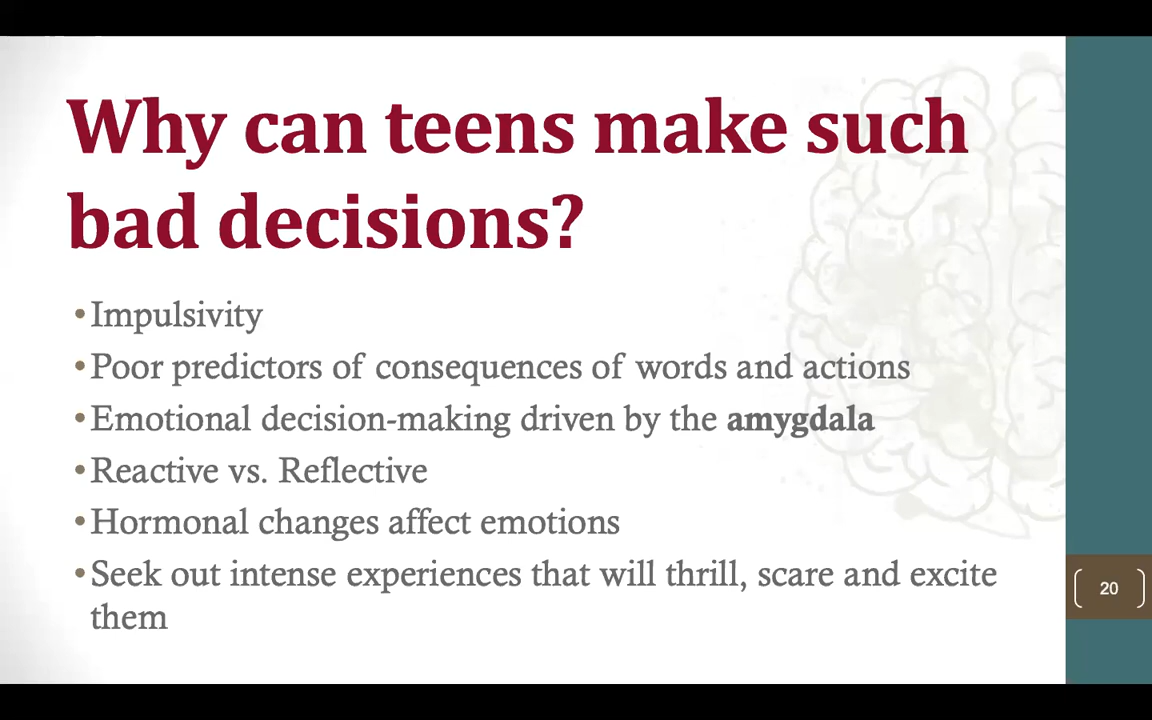 Why can teens make such
bad decisions?
•Impulsivity
•Poor predictors of consequences of words and actions
•Emotional decision-making driven by the amygdala
•Reactive vs. Reflective
•Hormonal changes affect emotions
•Seek out intense experiences that will thrill, scare and excite
them
20